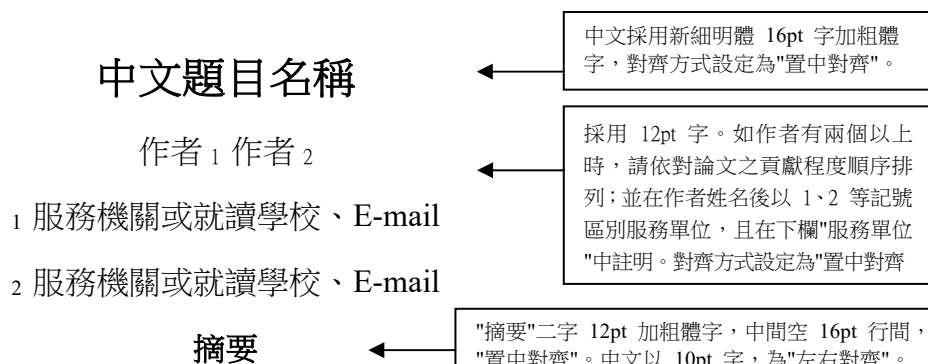 中文採用新細明體 16pt 字加粗體
字，對齊方式設定為"置中對齊"。
中文題目名稱
採用 12pt 字。如作者有兩個以上
時，請依對論文之貢獻程度順序排
列；並在作者姓名後以 1、2 等記號
區別服務單位，且在下欄"服務單位
"中註明。對齊方式設定為"置中對齊
作者 1 作者 2
1 服務機關或就讀學校、E-mail
2 服務機關或就讀學校、E-mail
摘要
"摘要"二字 12pt 加粗體字，中間空 16pt 行間，
"置中對齊"。中文以 10pt 字，為"左右對齊"。